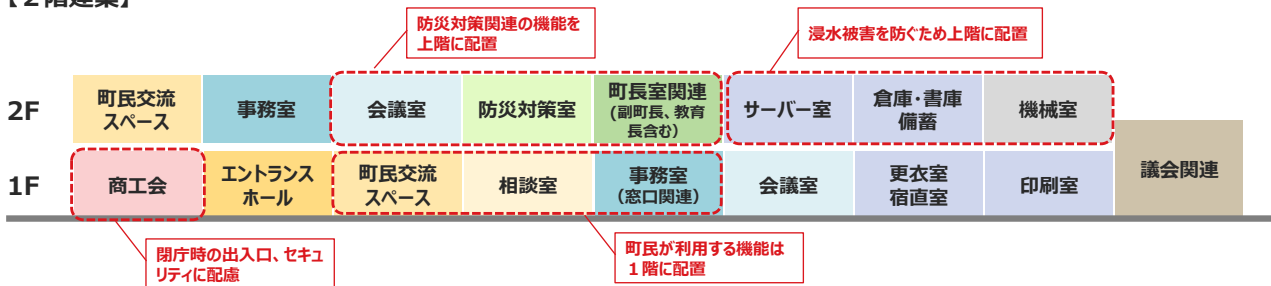 【２階建案】
防災対策関連の機能を
上階に配置
浸水被害を防ぐため上階に配置
2F
町民交流
スペース
事務室
会議室
防災対策室
町長室関連
(副町長、教育
長含む)
サーバー室
倉庫・書庫
備蓄
機械室
1F
商工会
エントランス
ホール
町民交流
スペース
相談室
事務室
(窓口関連)
会議室
更衣室
宿直室
印刷室
議会関連
閉庁時の出入口、セキュ
リティに配慮
町民が利用する機能は
１階に配置